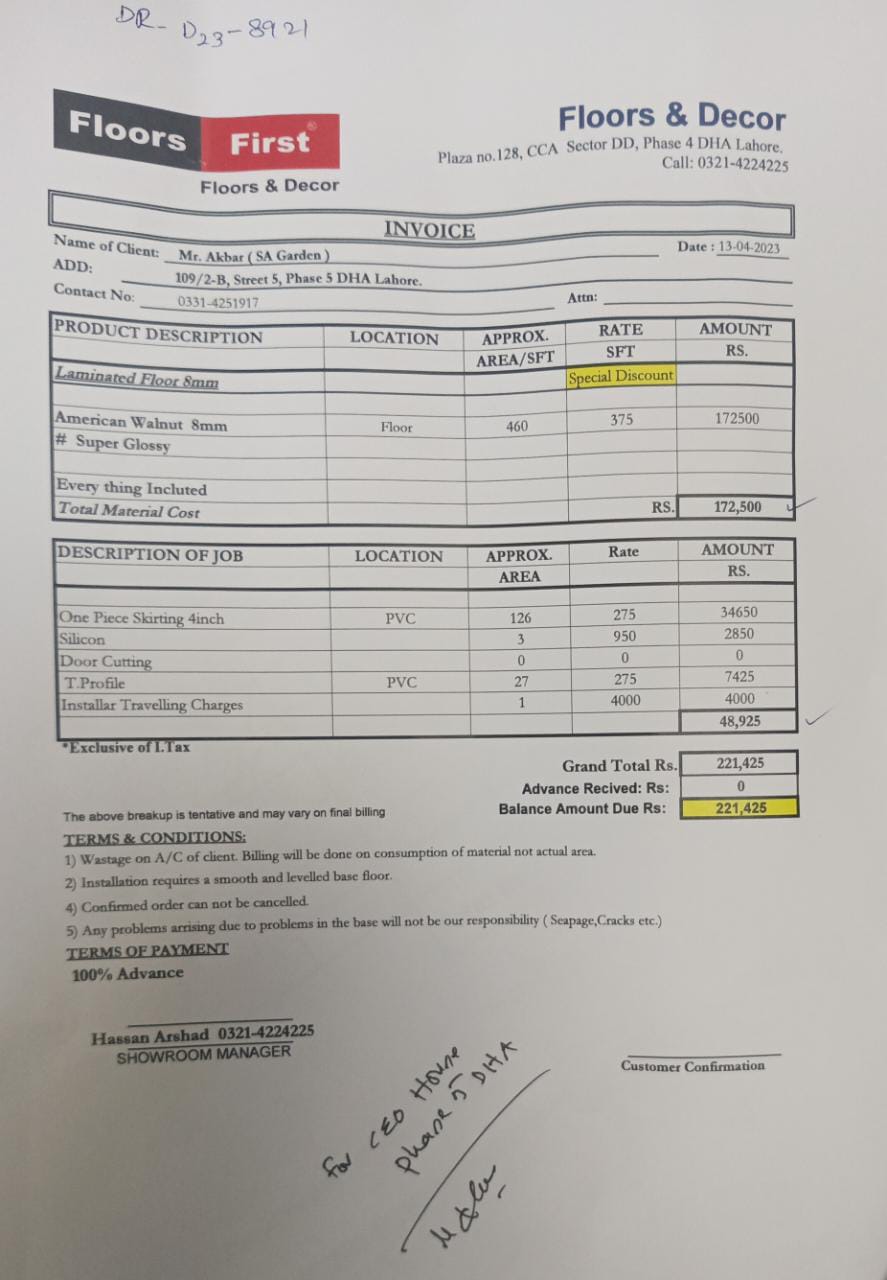 DR- D23-8921
Floors First®
Floors & Decor
Floors & Decor
Plaza no.128, CCA Sector DD, Phase 4 DHA Lahore.
Call: 0321-4224225
INVOICE
Name of Client: Mr. Akbar ( SA Garden ) Date : 13-04-2023
ADD: 109/2-B, Street 5, Phase 5 DHA Lahore.
Contact No: 0331-4251917 Attn:
PRODUCT DESCRIPTION LOCATION APPROX. RATE AMOUNT
AREA/SFT SFT RS.
Laminated Floor 8mm Special Discount
American Walnut 8mm Floor 460 375 172500
# Super Glossy
Every thing Incluted
Total Material Cost RS. 172,500
DESCRIPTION OF JOB LOCATION APPROX. Rate AMOUNT
AREA RS.
One Piece Skirting 4inch PVC 126 275 34650
Silicon 3 950 2850
Door Cutting 0 0 0
T.Profile PVC 27 275 7425
Installar Travelling Charges 1 4000 4000
48,925
*Exclusive of I.Tax
Grand Total Rs. 221,425
Advance Recived: Rs: 0
The above breakup is tentative and may vary on final billing Balance Amount Due Rs: 221,425
TERMS & CONDITIONS:
1) Wastage on A/C of client. Billing will be done on consumption of material not actual area.
2) Installation requires a smooth and levelled base floor.
4) Confirmed order can not be cancelled.
5) Any problems arrising due to problems in the base will not be our responsibility ( Seapage,Cracks etc.)
TERMS OF PAYMENT
100% Advance
Hassan Arshad 0321-4224225
SHOWROOM MANAGER
Customer Confirmation
for CEO House
Phase 5 DHA